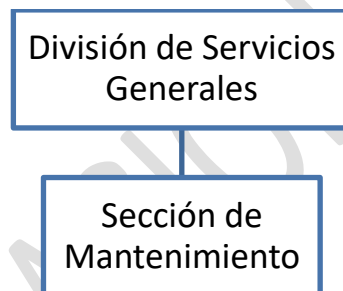 División de Servicios
Generales
Sección de
Mantenimiento